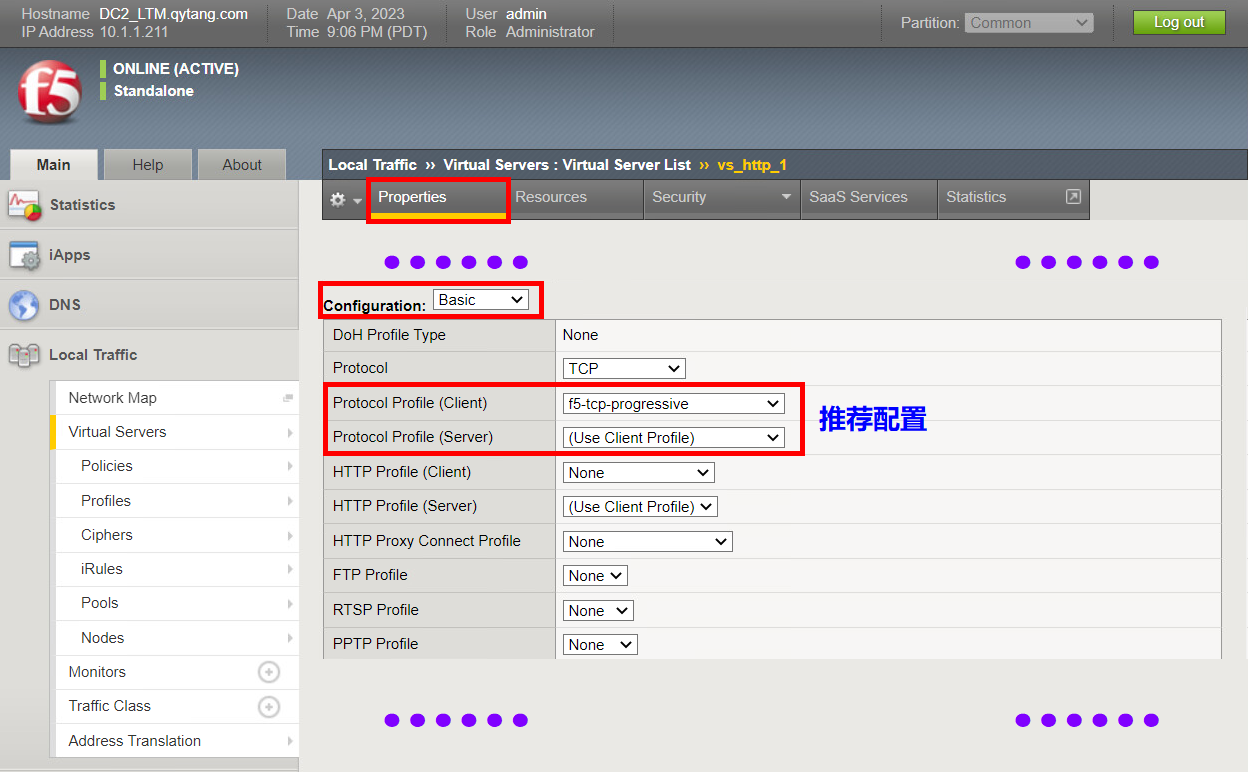 Hostname DC2_LTM.qytang.com Date Apr 3, 2023 User admin Partition: Common Log out
IP Address 10.1.1.211 Time 9:06 PM (PDT) Role Administrator
f5
ONLINE (ACTIVE)
Standalone
Main Help About
Local Traffic ›› Virtual Servers : Virtual Server List ›› vs_http_1
Properties Resources Security SaaS Services Statistics
Statistics
iApps
DNS
Local Traffic
Network Map
Virtual Servers
Policies
Profiles
Ciphers
iRules
Pools
Nodes
Monitors
Traffic Class
Address Translation
Configuration: Basic
DoH Profile Type None
Protocol TCP
Protocol Profile (Client) f5-tcp-progressive
Protocol Profile (Server) (Use Client Profile)
推荐配置
HTTP Profile (Client) None
HTTP Profile (Server) (Use Client Profile)
HTTP Proxy Connect Profile None
FTP Profile None
RTSP Profile None
PPTP Profile None